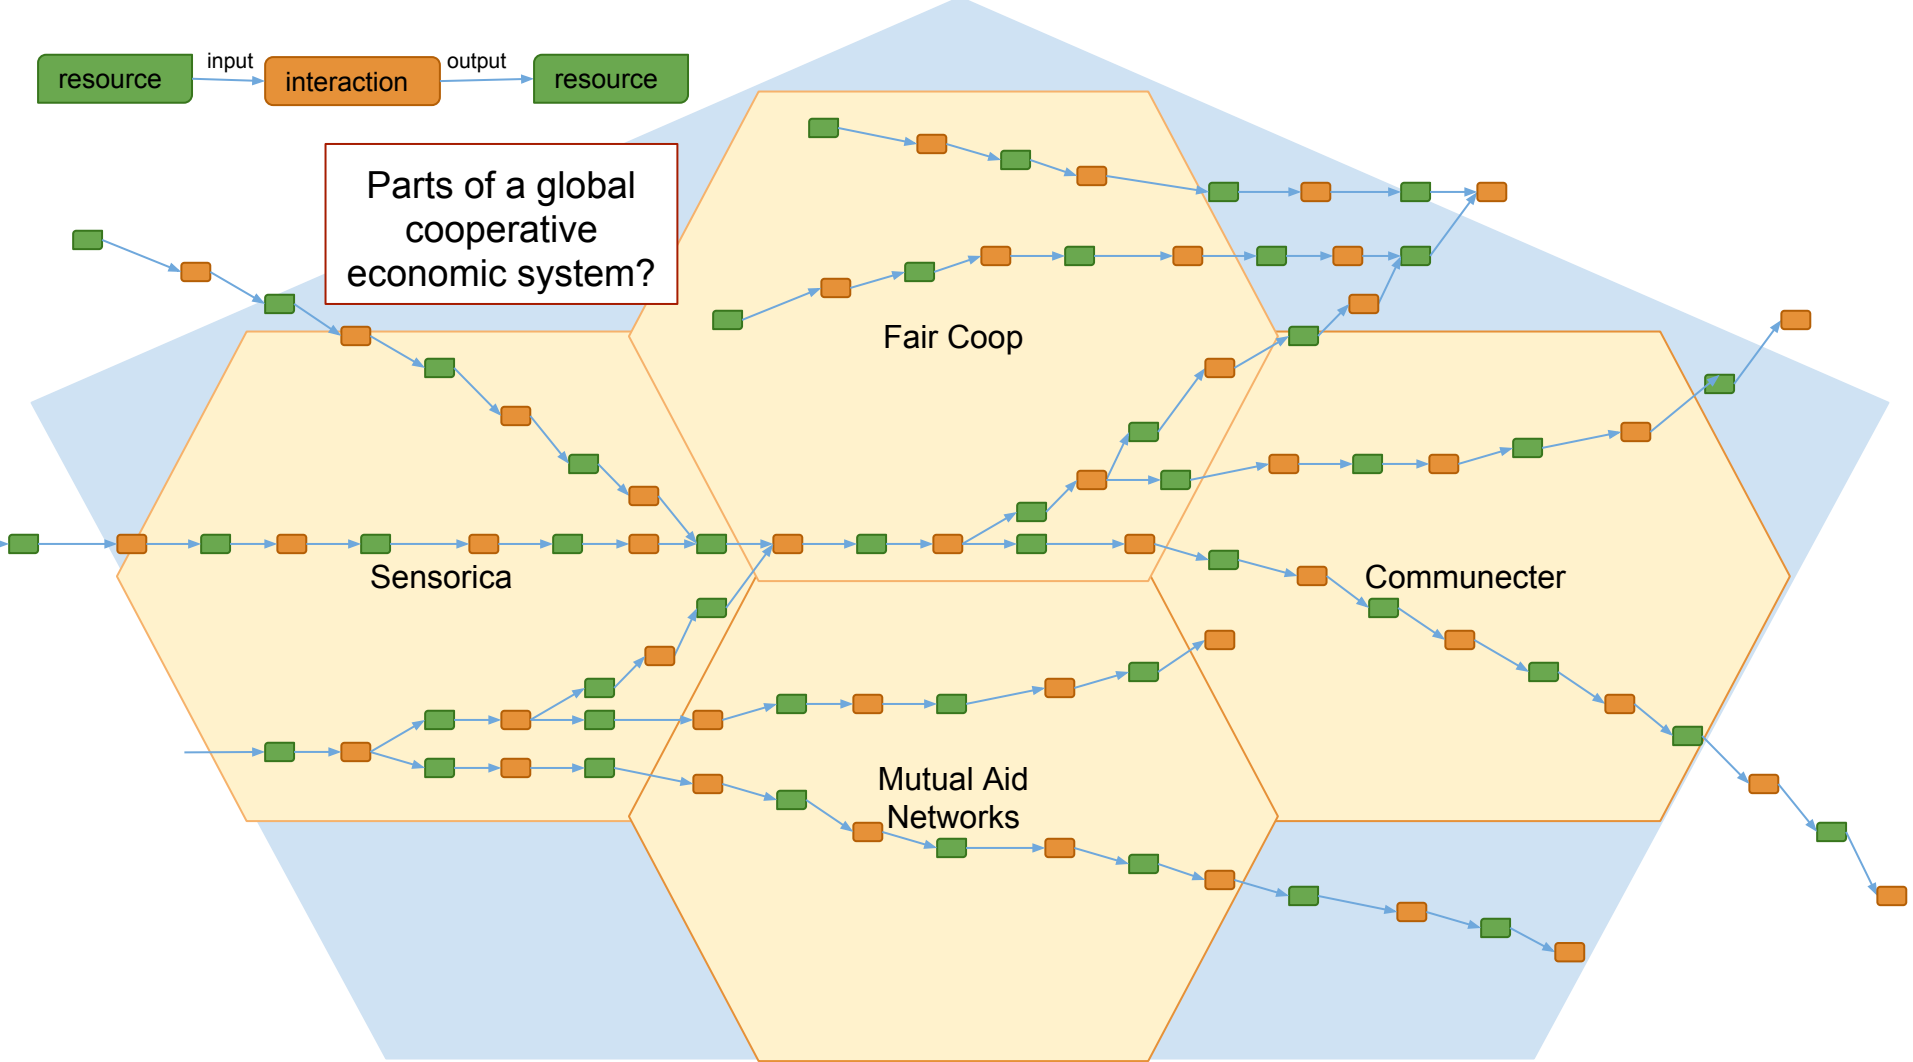 resource
input
interaction
output
resource
Parts of a global
cooperative
economic system?
Fair Coop
Sensorica
Communecter
Mutual Aid
Networks